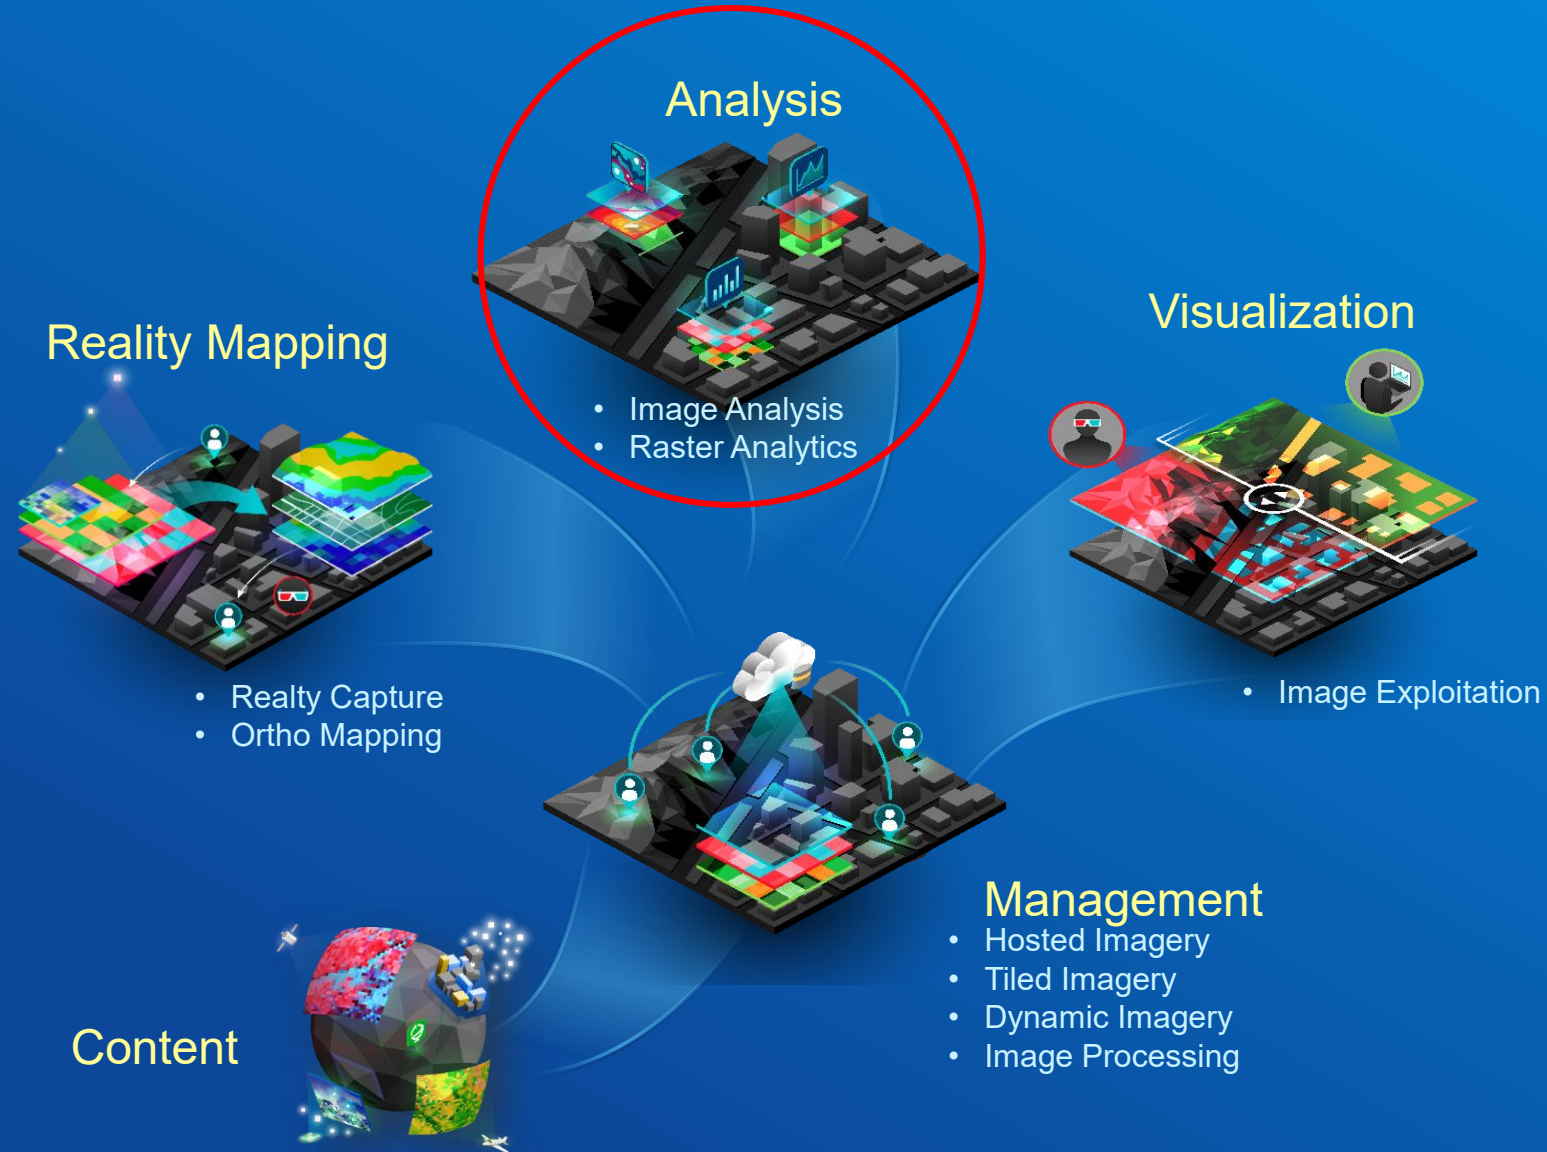 Analysis
• Image Analysis
• Raster Analytics
Reality Mapping
• Realty Capture
• Ortho Mapping
Visualization
• Image Exploitation
Management
• Hosted Imagery
• Tiled Imagery
• Dynamic Imagery
• Image Processing
Content